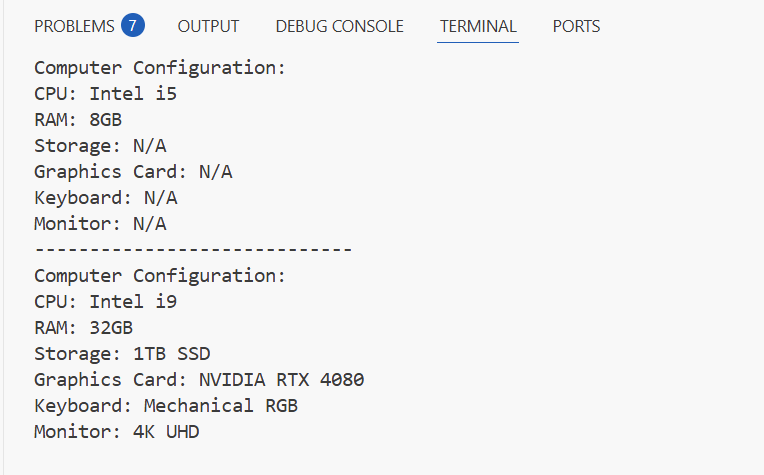 PROBLEMS 7 OUTPUT DEBUG CONSOLE TERMINAL PORTS
Computer Configuration:
CPU: Intel i5
RAM: 8GB
Storage: N/A
Graphics Card: N/A
Keyboard: N/A
Monitor: N/A
-----------------------------
Computer Configuration:
CPU: Intel i9
RAM: 32GB
Storage: 1TB SSD
Graphics Card: NVIDIA RTX 4080
Keyboard: Mechanical RGB
Monitor: 4K UHD